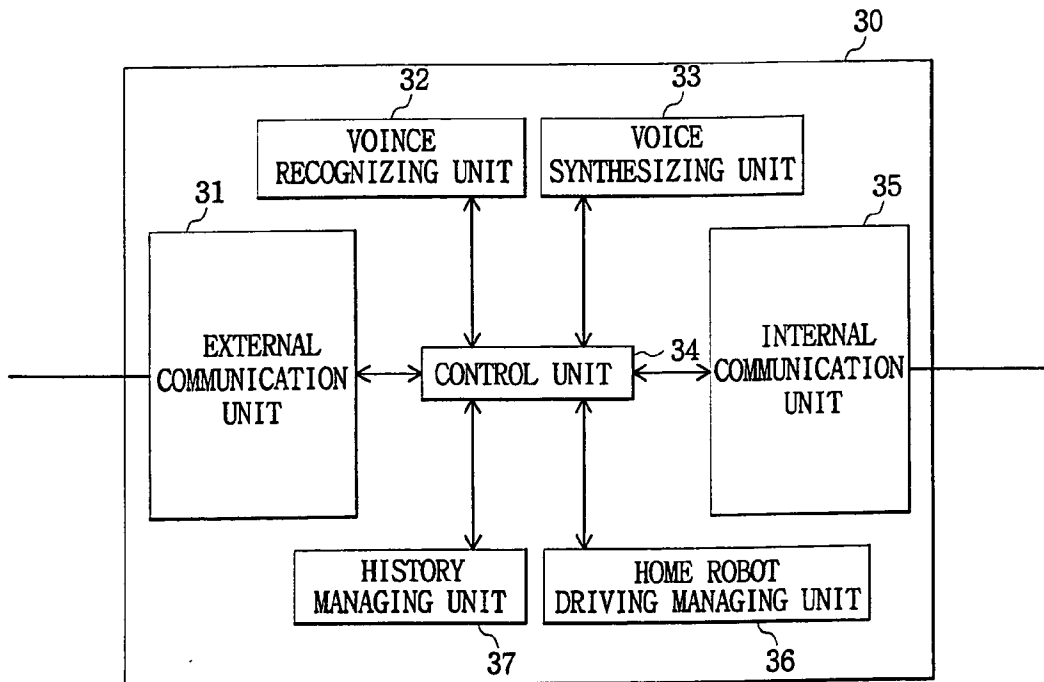 30
32
33
VOINCE
RECOGNIZING UNIT
VOICE
SYNTHESIZING UNIT
31
35
EXTERNAL
COMMUNICATION
UNIT
CONTROL UNIT
34
INTERNAL
COMMUNICATION
UNIT
HISTORY
MANAGING UNIT
HOME ROBOT
DRIVING MANAGING UNIT
37
36